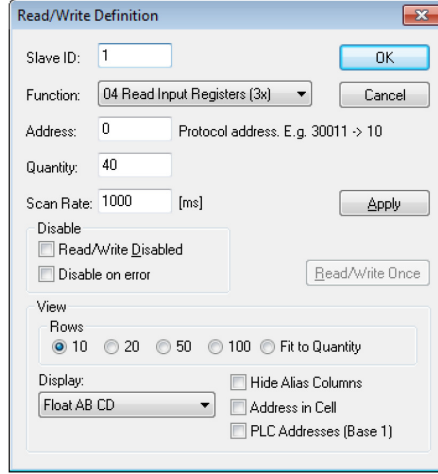 Read/Write Definition
Slave ID: 1 OK
Function: 04 Read Input Registers (3x) Cancel
Address: 0 Protocol address. E.g. 30011 -> 10
Quantity: 40
Scan Rate: 1000 [ms] Apply
Disable
Read/Write Disabled
Disable on error
Read/Write Once
View
Rows
10 20 50 100 Fit to Quantity
Display: Hide Alias Columns
Float AB CD Address in Cell
PLC Addresses (Base 1)